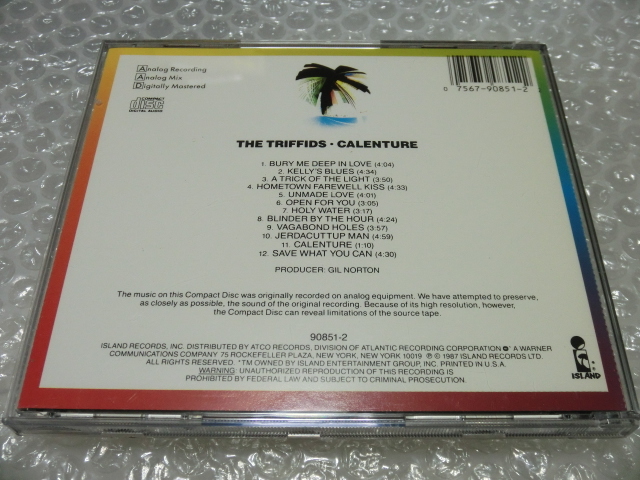 Analog Recording
Analog Mix
Digitally Mastered
COMPACT
disc
DIGITAL AUDIO
0 7567-90851-2
THE TRIFFIDS · CALENTURE
1. BURY ME DEEP IN LOVE (4:04)
2. KELLY'S BLUES (4:34)
3. A TRICK OF THE LIGHT (3:50)
4. HOMETOWN FAREWELL KISS (4:33)
5. UNMADE LOVE (4:01)
6. OPEN FOR YOU (3:05)
7. HOLY WATER (3:17)
8. BLINDER BY THE HOUR (4:24)
9. VAGABOND HOLES (3:57)
10. JERDACUTTUP MAN (4:59)
11. CALENTURE (1:10)
12. SAVE WHAT YOU CAN (4:30)
PRODUCER: GIL NORTON
The music on this Compact Disc was originally recorded on analog equipment. We have attempted to preserve,
as closely as possible, the sound of the original recording. Because of its high resolution, however,
the Compact Disc can reveal limitations of the source tape.
90851-2
ISLAND RECORDS, INC. DISTRIBUTED BY ATCO RECORDS, DIVISION OF ATLANTIC RECORDING CORPORATION A WARNER
COMMUNICATIONS COMPANY 75 ROCKEFELLER PLAZA, NEW YORK, NEW YORK 10019 ℗ © 1987 ISLAND RECORDS LTD.
ALL RIGHTS RESERVED. *TM OWNED BY ISLAND ENTERTAINMENT GROUP, INC. PRINTED IN U.S.A.
WARNING: UNAUTHORIZED REPRODUCTION OF THIS RECORDING IS
PROHIBITED BY FEDERAL LAW AND SUBJECT TO CRIMINAL PROSECUTION.
ISLAND